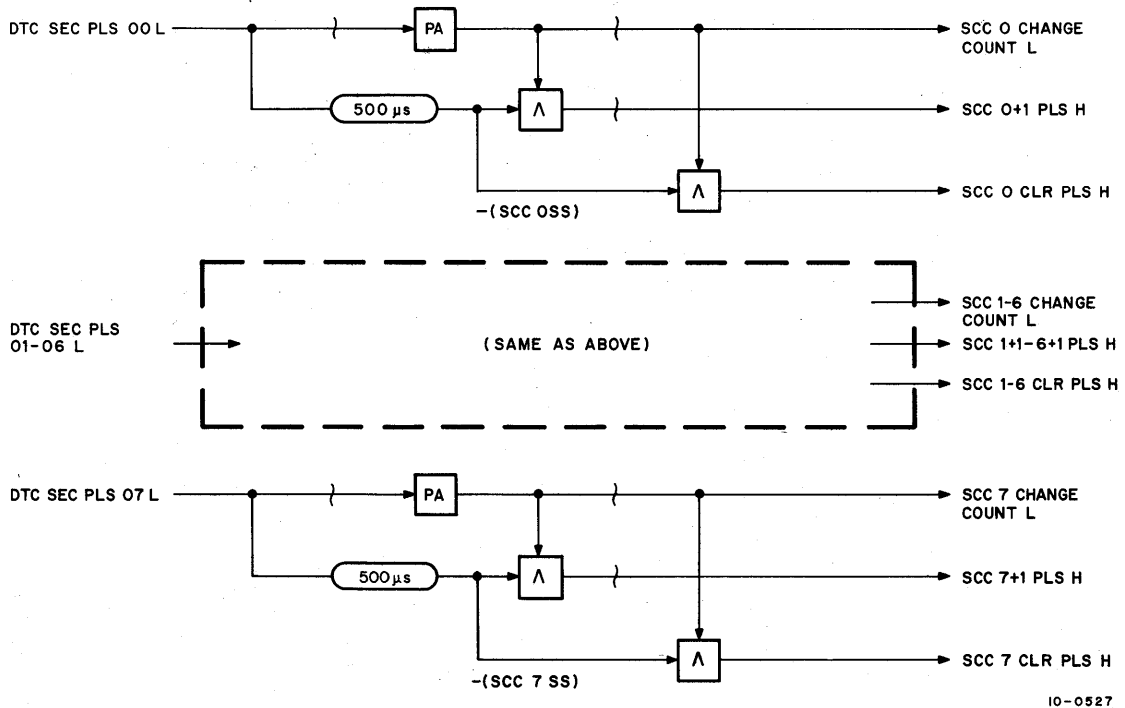 DTC SEC PLS 00 L
PA
SCC 0 CHANGE
COUNT L
500 µs
Λ
SCC 0+1 PLS H
Λ
SCC 0 CLR PLS H
-(SCC 0SS)
DTC SEC PLS
01-06 L
(SAME AS ABOVE)
SCC 1-6 CHANGE
COUNT L
SCC 1+1-6+1 PLS H
SCC 1-6 CLR PLS H
DTC SEC PLS 07 L
PA
SCC 7 CHANGE
COUNT L
500 µs
Λ
SCC 7+1 PLS H
Λ
SCC 7 CLR PLS H
-(SCC 7 SS)
10-0527